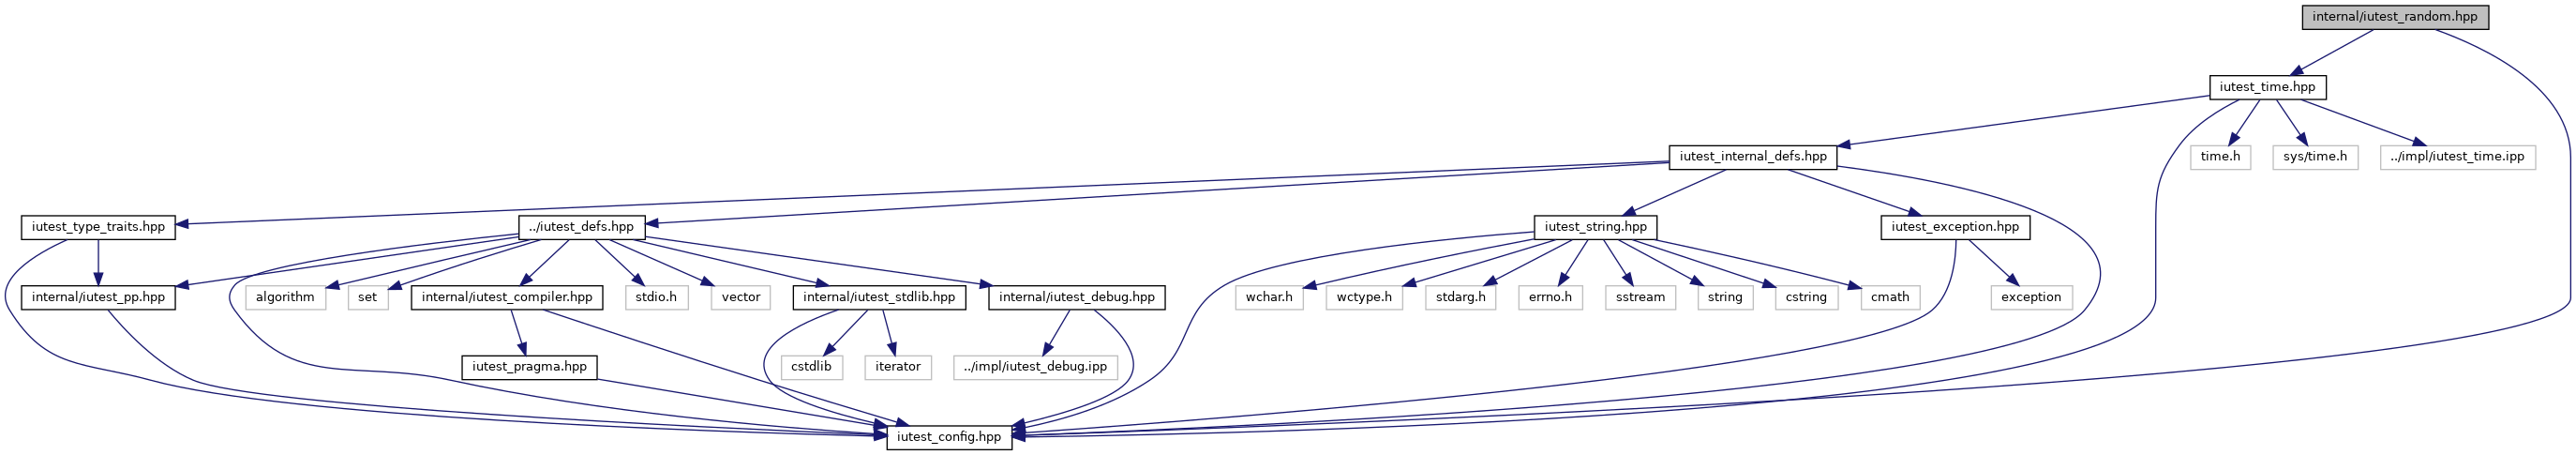 internal/iutest_random.hpp
iutest_time.hpp
iutest_internal_defs.hpp
time.h
sys/time.h
../impl/iutest_time.ipp
iutest_type_traits.hpp
../iutest_defs.hpp
iutest_string.hpp
iutest_exception.hpp
internal/iutest_pp.hpp
algorithm
set
internal/iutest_compiler.hpp
stdio.h
vector
internal/iutest_stdlib.hpp
internal/iutest_debug.hpp
wchar.h
wctype.h
stdarg.h
errno.h
sstream
string
cstring
cmath
exception
iutest_pragma.hpp
cstdlib
iterator
../impl/iutest_debug.ipp
iutest_config.hpp